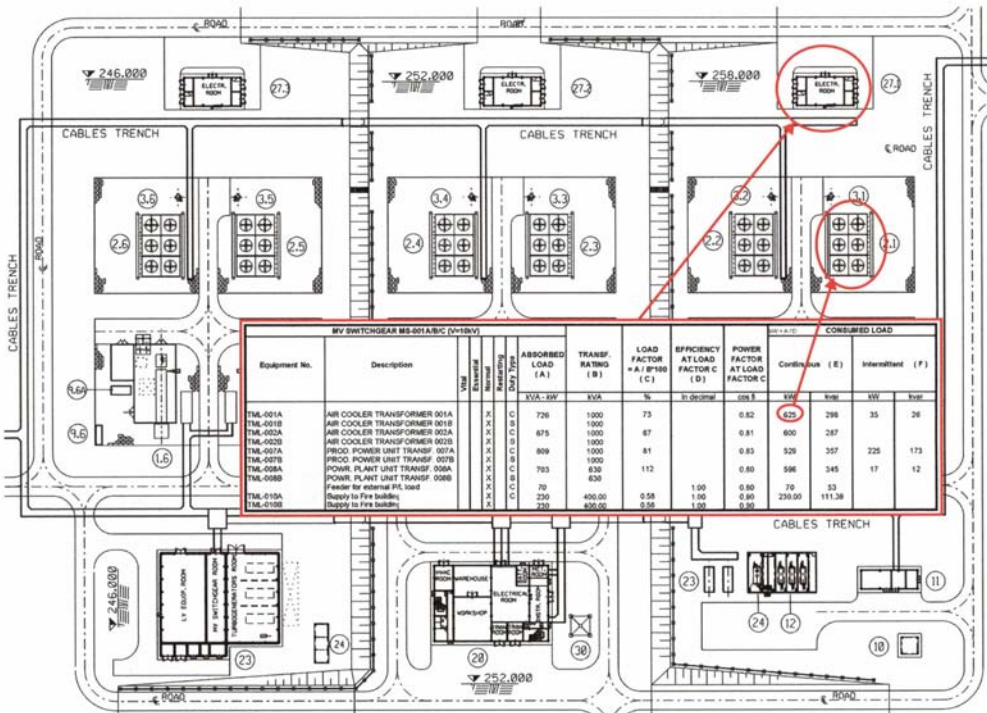 ROAD
ROAD
246.000
ELECTR.
ROOM
27.3
252.000
ELECTR.
ROOM
27.2
258.000
ELECTR.
ROOM
CABLES TRENCH
CABLES TRENCH
ROAD
CABLES TRENCH
3.6
3.5
3.4
3.3
3.2
3.1
2.6
2.5
2.4
2.3
2.2
2.1
ROAD
ROAD
CABLES TRENCH
9.6A
9.6
1.6
MV SWITCHGEAR MS-001A/B/C (V=10kV)
CONSUMED LOAD
Equipment No. Description Vital Essential Normal Restarting Duty Type ABSORBED LOAD ( A ) TRANSF. RATING ( B ) LOAD FACTOR = A / B*100 ( C ) EFFICIENCY AT LOAD FACTOR C ( D ) POWER FACTOR AT LOAD FACTOR C Continuous ( E ) Intermittent ( F )
kVA - kW kVA % in decimal kW kvar kW kvar
TML-001A AIR COOLER TRANSFORMER 001A X C 726 1000 73 0.82 625 298 35 26
TML-001B AIR COOLER TRANSFORMER 001B X S 1000
TML-002A AIR COOLER TRANSFORMER 002A X C 675 1000 67 0.81 600 287
TML-002B AIR COOLER TRANSFORMER 002B X S 1000
TML-007A PROD. POWER UNIT TRANSF. 007A X C 809 1000 81 0.83 529 357 225 173
TML-007B PROD. POWER UNIT TRANSF. 007B X S 1000
TML-008A POWR. PLANT UNIT TRANSF. 008A X C 703 630 112 0.80 596 345 17 12
TML-008B POWR. PLANT UNIT TRANSF. 008B X S 630
Feeder for external P/L load X C 70 1.00 0.80 70 53
TML-010A Supply to Fire building X C 230 400.00 0.58 1.00 0.90 230.00 111.39
TML-010B Supply to Fire building X 230 400.00 0.58 1.00 0.90
CABLES TRENCH
246.000
LV EQUIP. ROOM
MV SWITCHGEAR ROOM
TURBOGENERATORS ROOM
23
24
WAREHOUSE
ELECTRICAL
ROOM
WORKSHOP
INSTR. ROOM
20
30
252.000
23
24
12
11
10
ROAD
ROAD